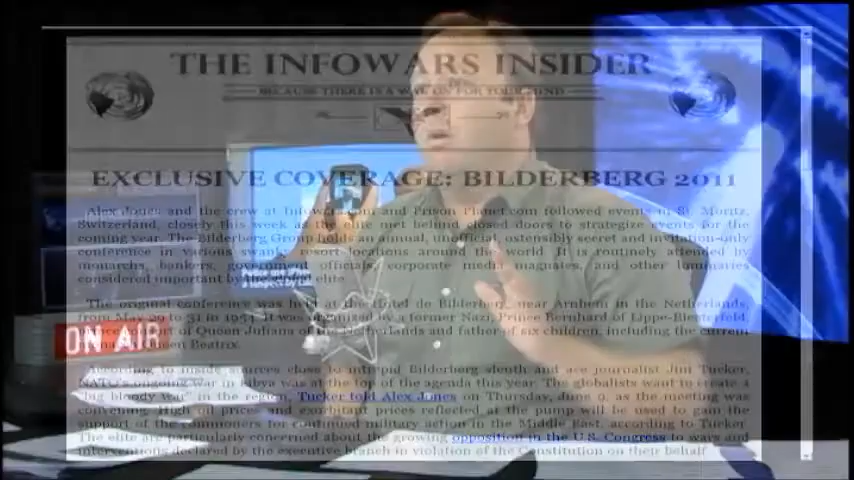 THE INFOWARS INSIDER
BECAUSE THERE IS A WAR ON FOR YOUR MIND
EXCLUSIVE COVERAGE: BILDERBERG 2011
Alex Jones and the crew at Infowars.com and Prison Planet.com followed events in St. Moritz,
Switzerland, closely this week as the elite met behind closed doors to strategize events for the
coming year. The Bilderberg Group holds an annual, unofficial, ostensibly secret and invitation-only
conference in various swanky resort locations around the world. It is routinely attended by
monarchs, bankers, government officials, corporate media magnates, and other luminaries
considered important by the global elite.
The original conference was held at the Hotel de Bilderberg, near Arnhem in the Netherlands,
from May 29 to 31 in 1954. It was organized by a former Nazi, Prince Bernhard of Lippe-Biesterfeld,
prince consort of Queen Juliana of the Netherlands and father of six children, including the current
monarch Queen Beatrix.
According to inside sources close to intrepid Bilderberg sleuth and ace journalist Jim Tucker,
NATO's ongoing war in Libya was at the top of the agenda this year. The globalists want to create a
"big bloody war" in the region, Tucker told Alex Jones on Thursday, June 9, as the meeting was
convening. High oil prices and exorbitant prices reflected at the pump will be used to gain the
support of the commoners for continued military action in the Middle East, according to Tucker.
The elite are particularly concerned about the growing opposition in the U.S. Congress to wars and
interventions declared by the executive branch in violation of the Constitution on their behalf
ON AIR